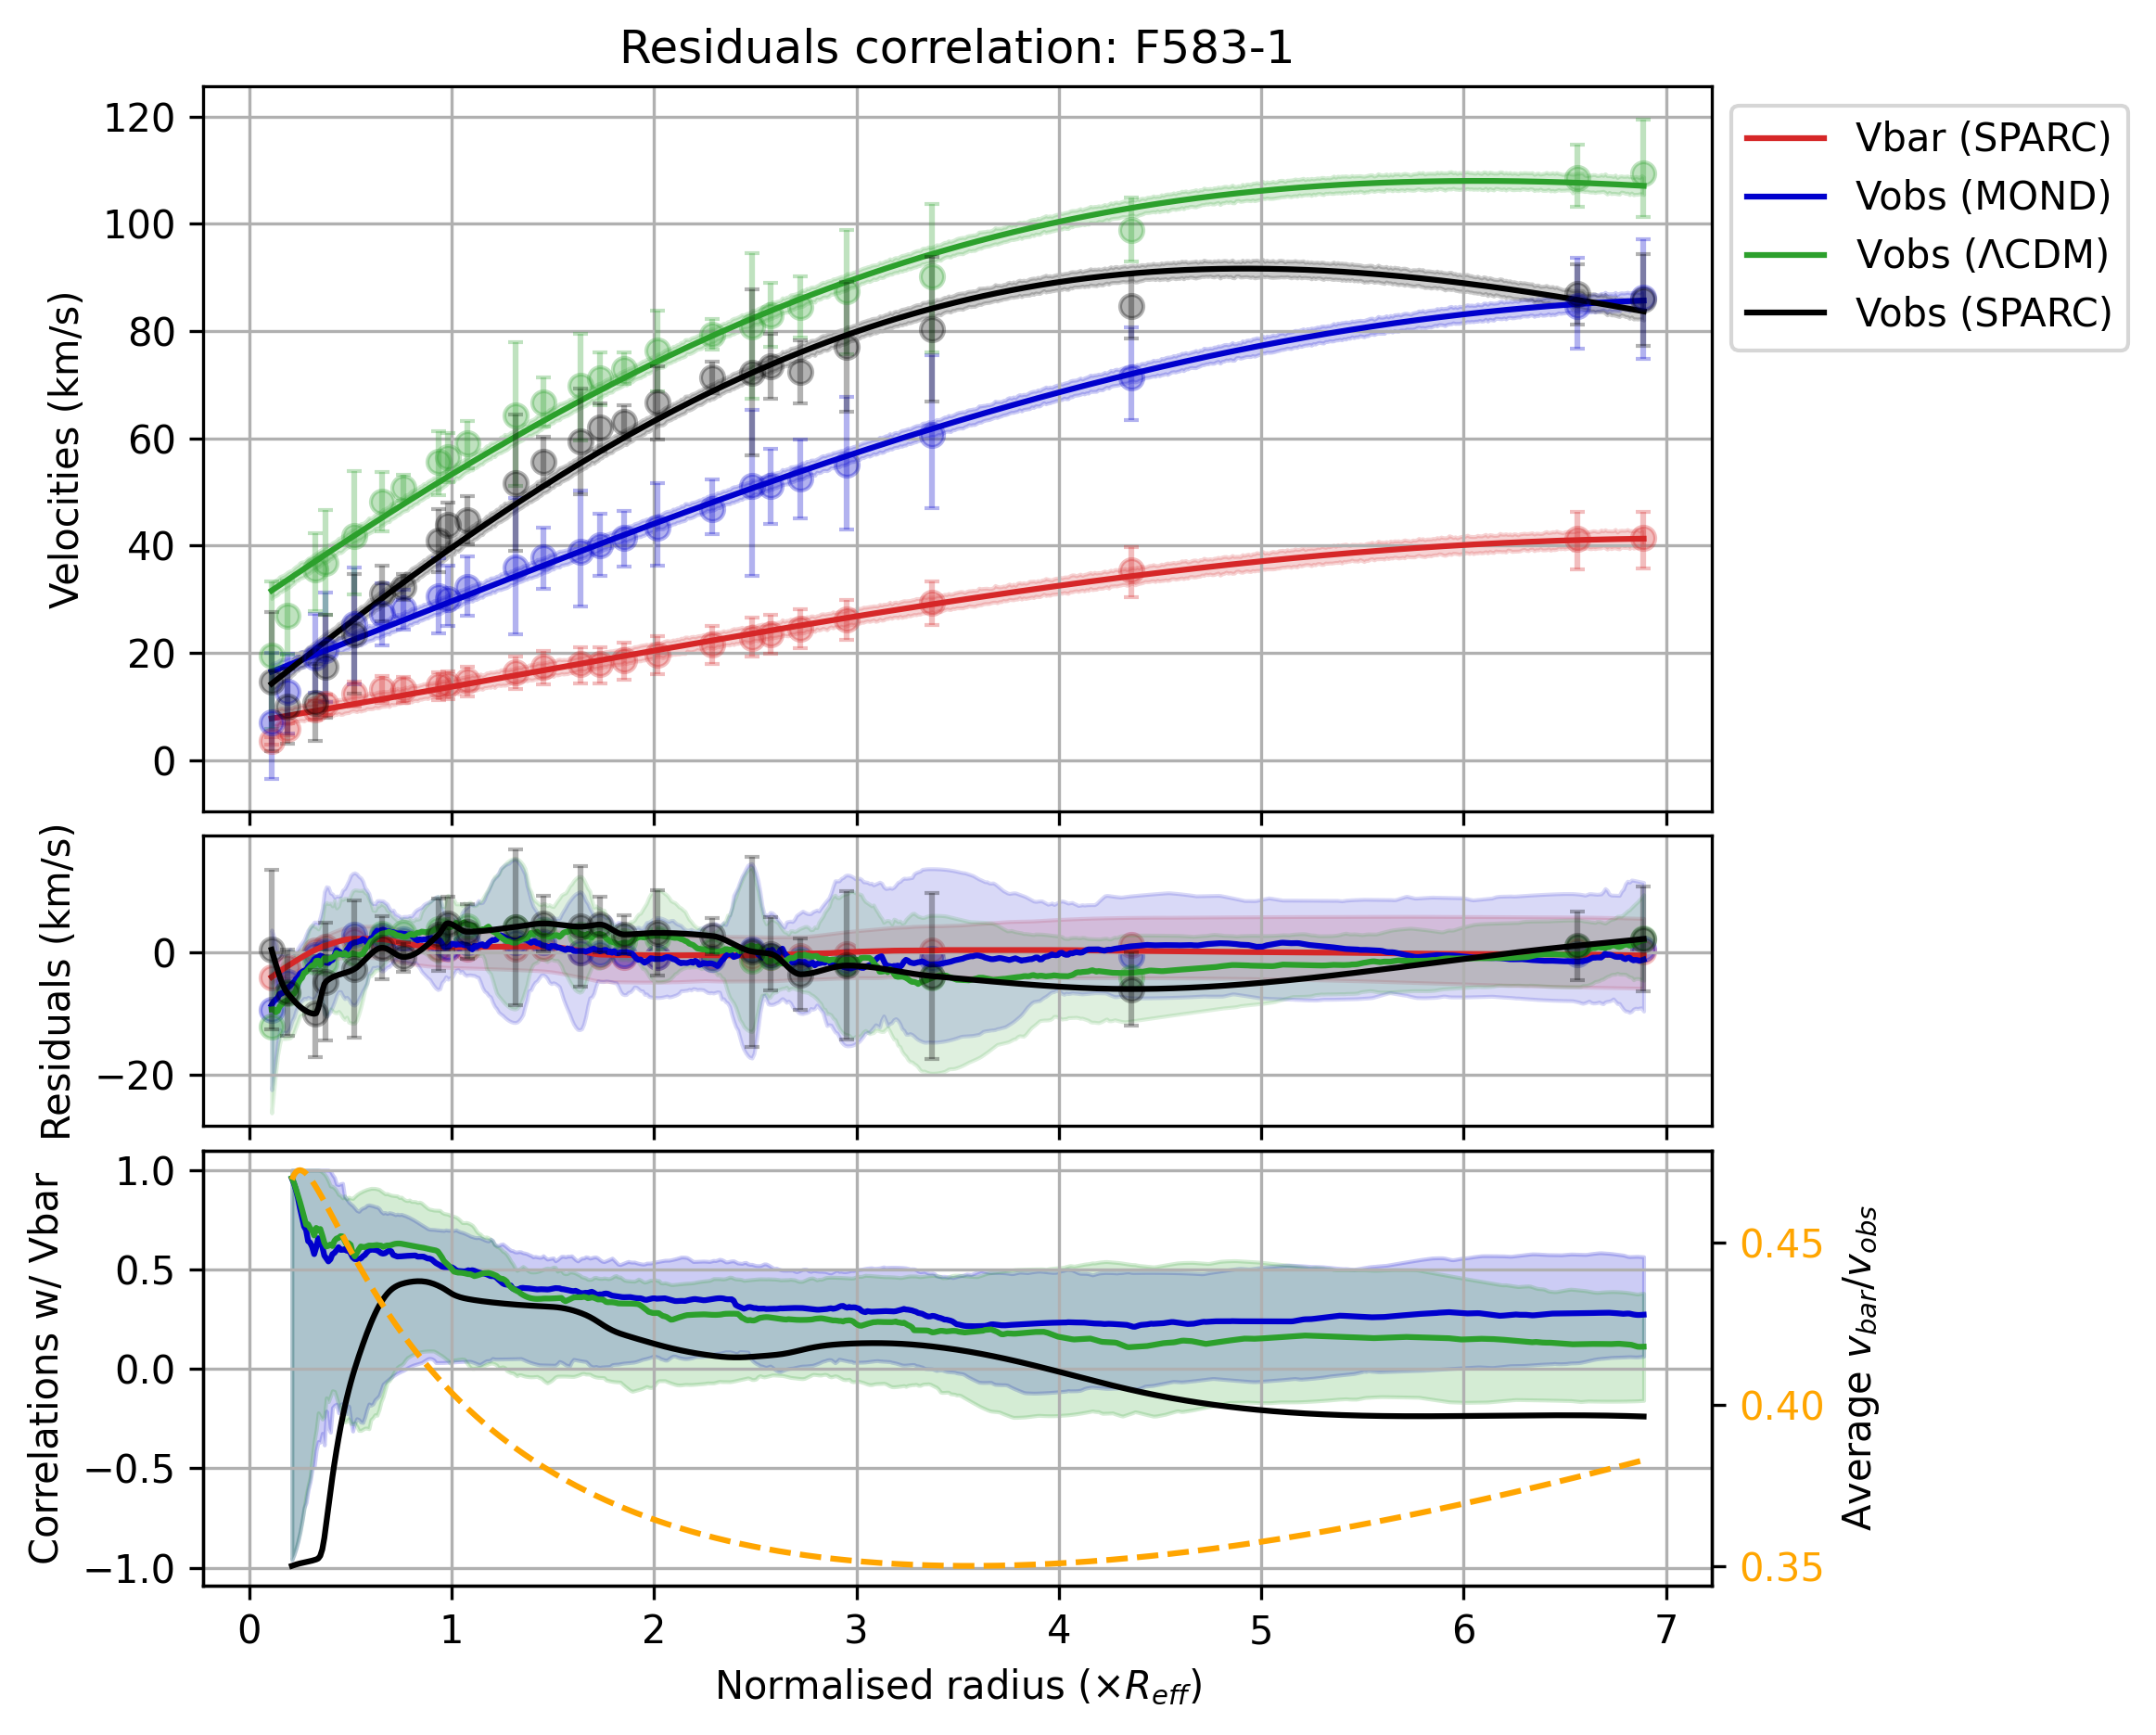 Residuals correlation: F583-1
120
100
80
60
40
20
0
Velocities (km/s)
Vbar (SPARC)
Vobs (MOND)
Vobs (ΛCDM)
Vobs (SPARC)
0
−20
Residuals (km/s)
1.0
0.5
0.0
−0.5
−1.0
Correlations w/ Vbar
0.45
0.40
0.35
Average v_bar/v_obs
0 1 2 3 4 5 6 7
Normalised radius (×R_eff)